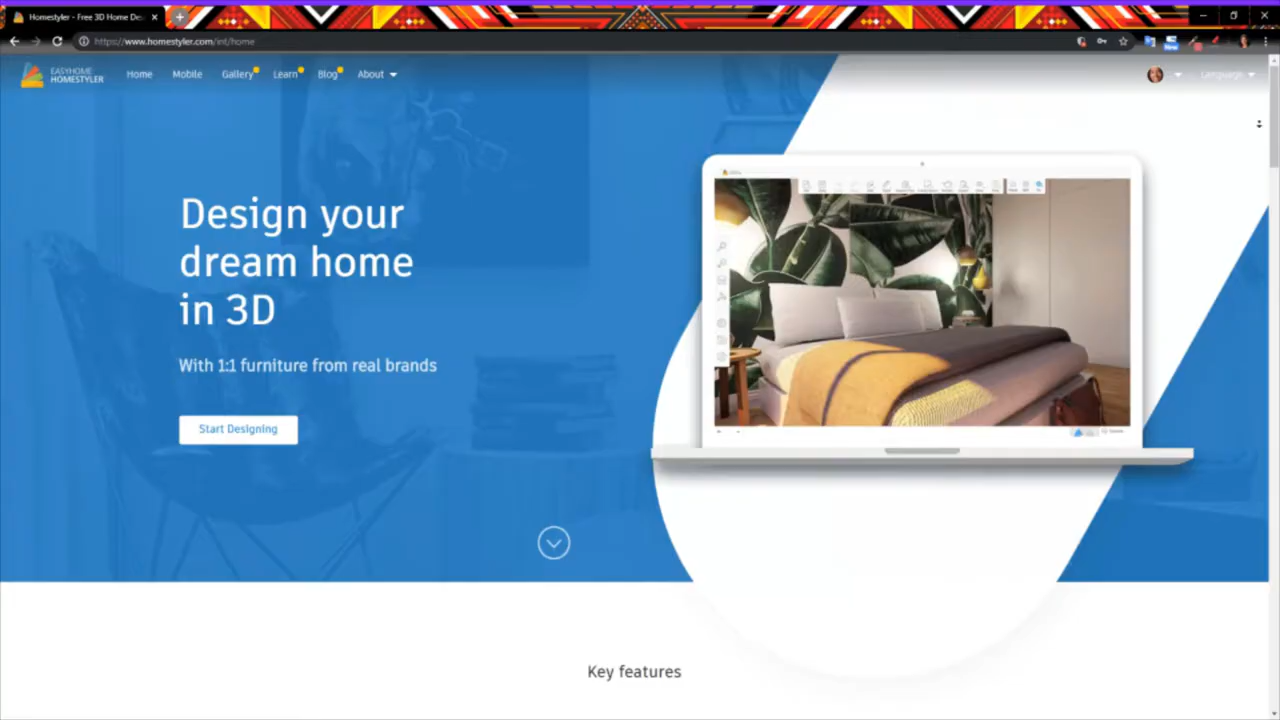 Homestyler - Free 3D Home De
https://www.homestyler.com/int/home
New
EASYHOME
HOMESTYLER
Home
Mobile
Gallery
Learn
Blog
About
Language
Design your
dream home
in 3D
With 1:1 furniture from real brands
Start Designing
Key features